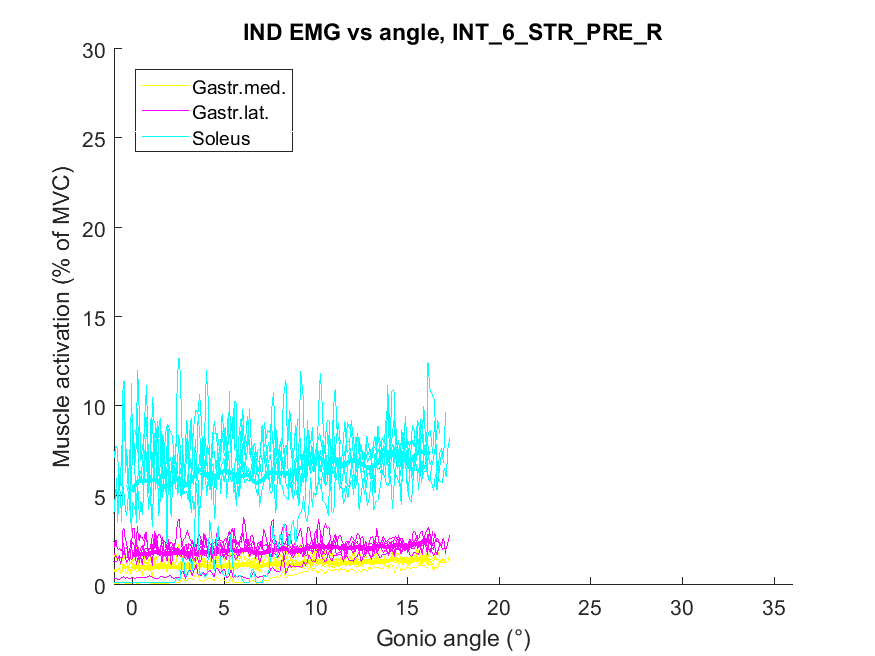 IND EMG vs angle, INT_6_STR_PRE_R
30
25
20
15
10
5
0
Gastr.med.
Gastr.lat.
Soleus
Muscle activation (% of MVC)
0 5 10 15 20 25 30 35
Gonio angle (°)